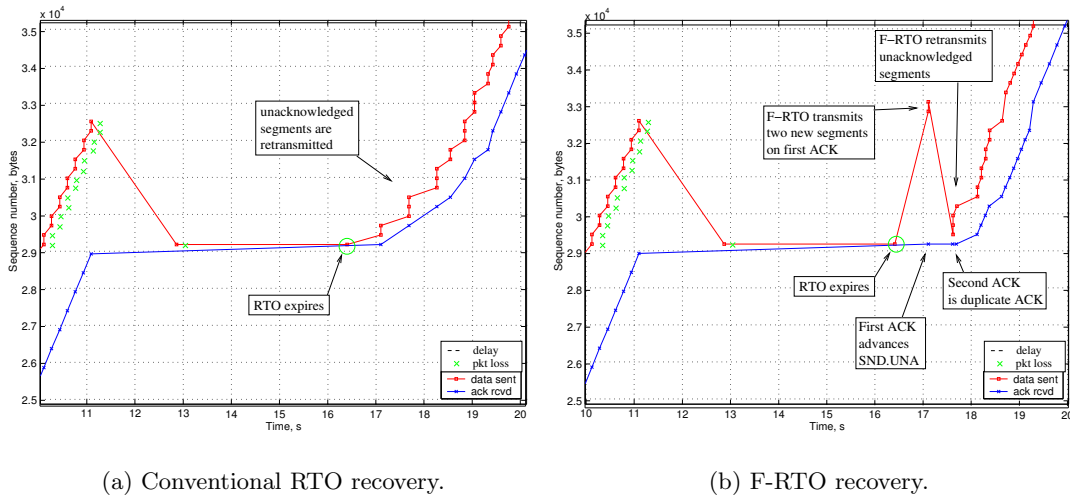 x 10⁴
3.5
3.4
3.3
3.2
3.1
3
2.9
2.8
2.7
2.6
2.5
Sequence number, bytes
unacknowledged
segments are
retransmitted
RTO expires
delay
pkt loss
data sent
ack rcvd
11 12 13 14 15 16 17 18 19 20
Time, s
(a) Conventional RTO recovery.
x 10⁴
3.5
3.4
3.3
3.2
3.1
3
2.9
2.8
2.7
2.6
2.5
Sequence number, bytes
F−RTO retransmits
unacknowledged
segments
F−RTO transmits
two new segments
on first ACK
RTO expires
Second ACK
is duplicate ACK
First ACK
advances
SND.UNA
delay
pkt loss
data sent
ack rcvd
10 11 12 13 14 15 16 17 18 19 20
Time, s
(b) F-RTO recovery.